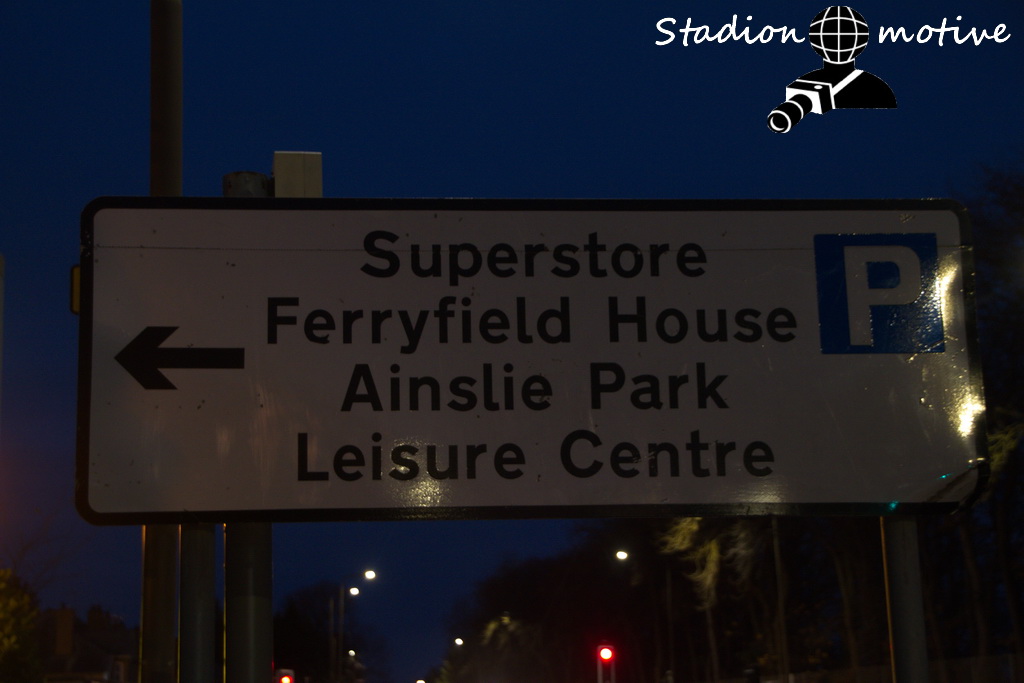 Stadion motive
Superstore
P
Ferryfield House
Ainslie Park
Leisure Centre